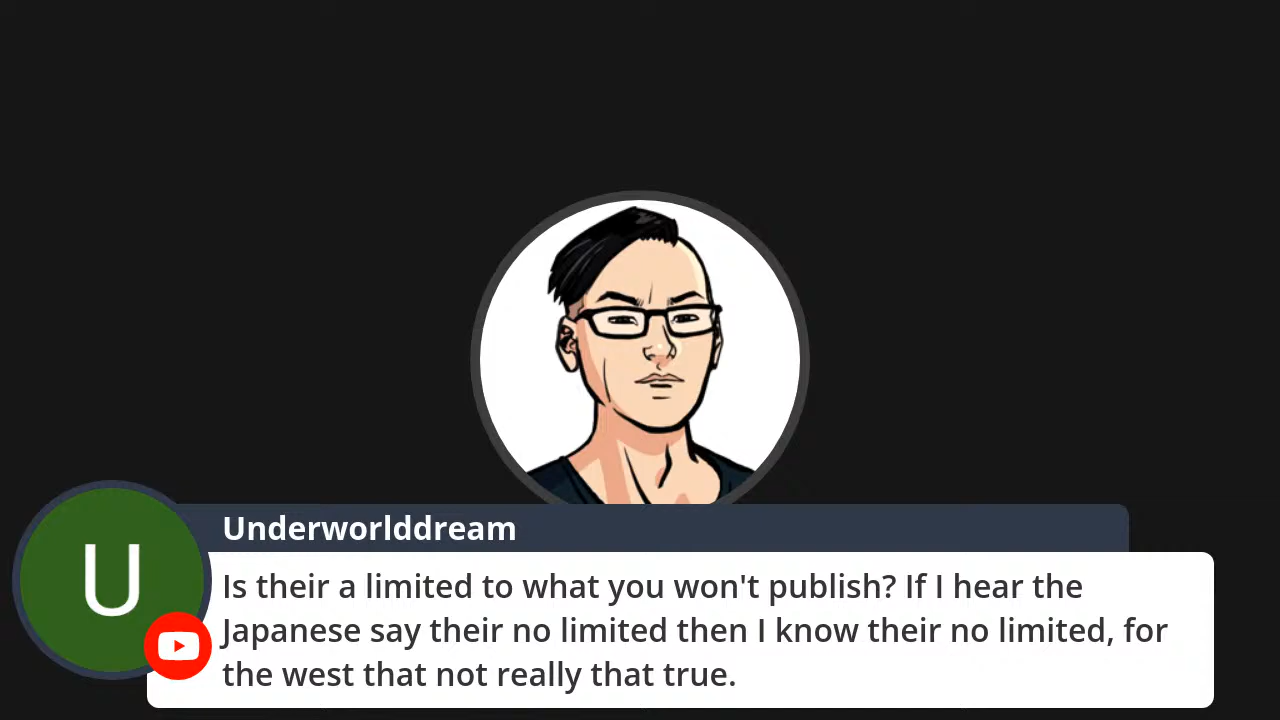 Underworlddream
U
Is their a limited to what you won't publish? If I hear the
Japanese say their no limited then I know their no limited, for
the west that not really that true.